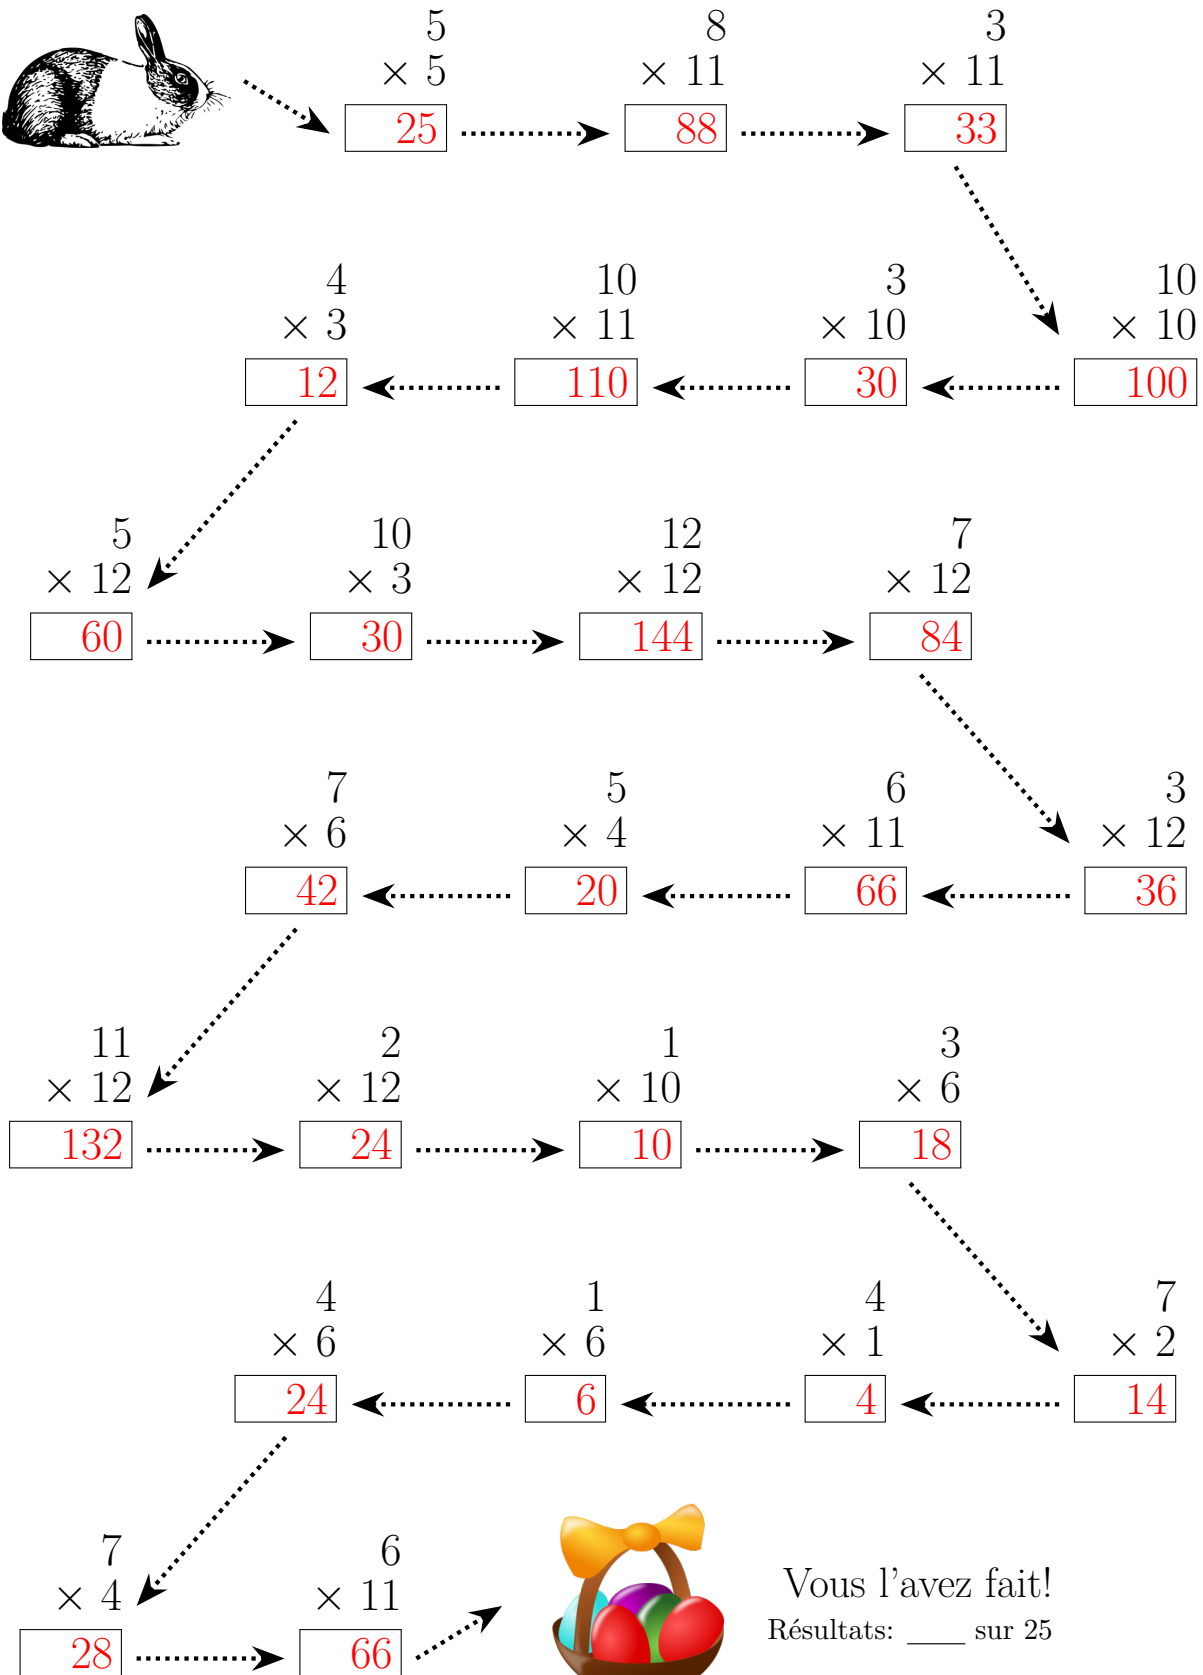 5 8 3
× 5 × 11 × 11
25 88 33
4 10 3 10
× 3 × 11 × 10 × 10
12 110 30 100
5 10 12 7
× 12 × 3 × 12 × 12
60 30 144 84
7 5 6 3
× 6 × 4 × 11 × 12
42 20 66 36
11 2 1 3
× 12 × 12 × 10 × 6
132 24 10 18
4 1 4 7
× 6 × 6 × 1 × 2
24 6 4 14
7 6
× 4 × 11
28 66
Vous l'avez fait!
Résultats: ____ sur 25